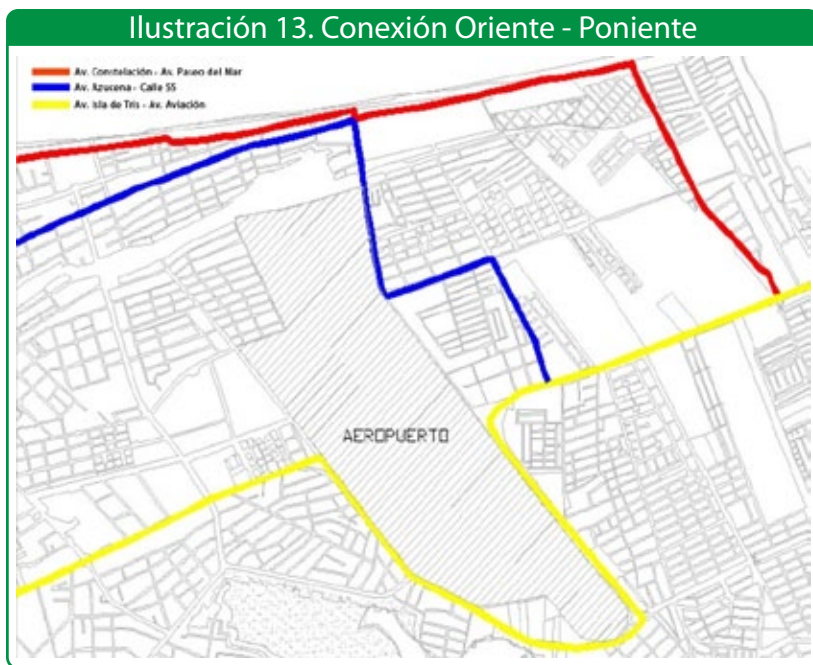 Ilustración 13. Conexión Oriente - Poniente
Av. Constelación - Av. Paseo del Mar
Av. Azucena - Calle 55
Av. Isla de Tris - Av. Aviación
AEROPUERTO